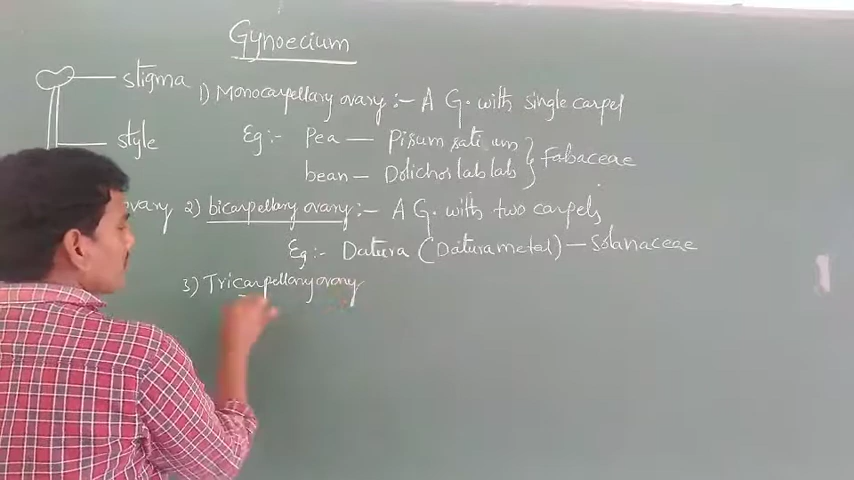 Gynoecium
stigma
1) Monocarpellary ovary :- A G. with single carpel
style
Eg :- Pea — Pisum sativum
bean — Dolichos lablab
} Fabaceae
ovary
2) bicarpellary ovary :- A G. with two carpels
Eg :- Datura (Datura metel) — Solanaceae
3) Tricarpellary ovary